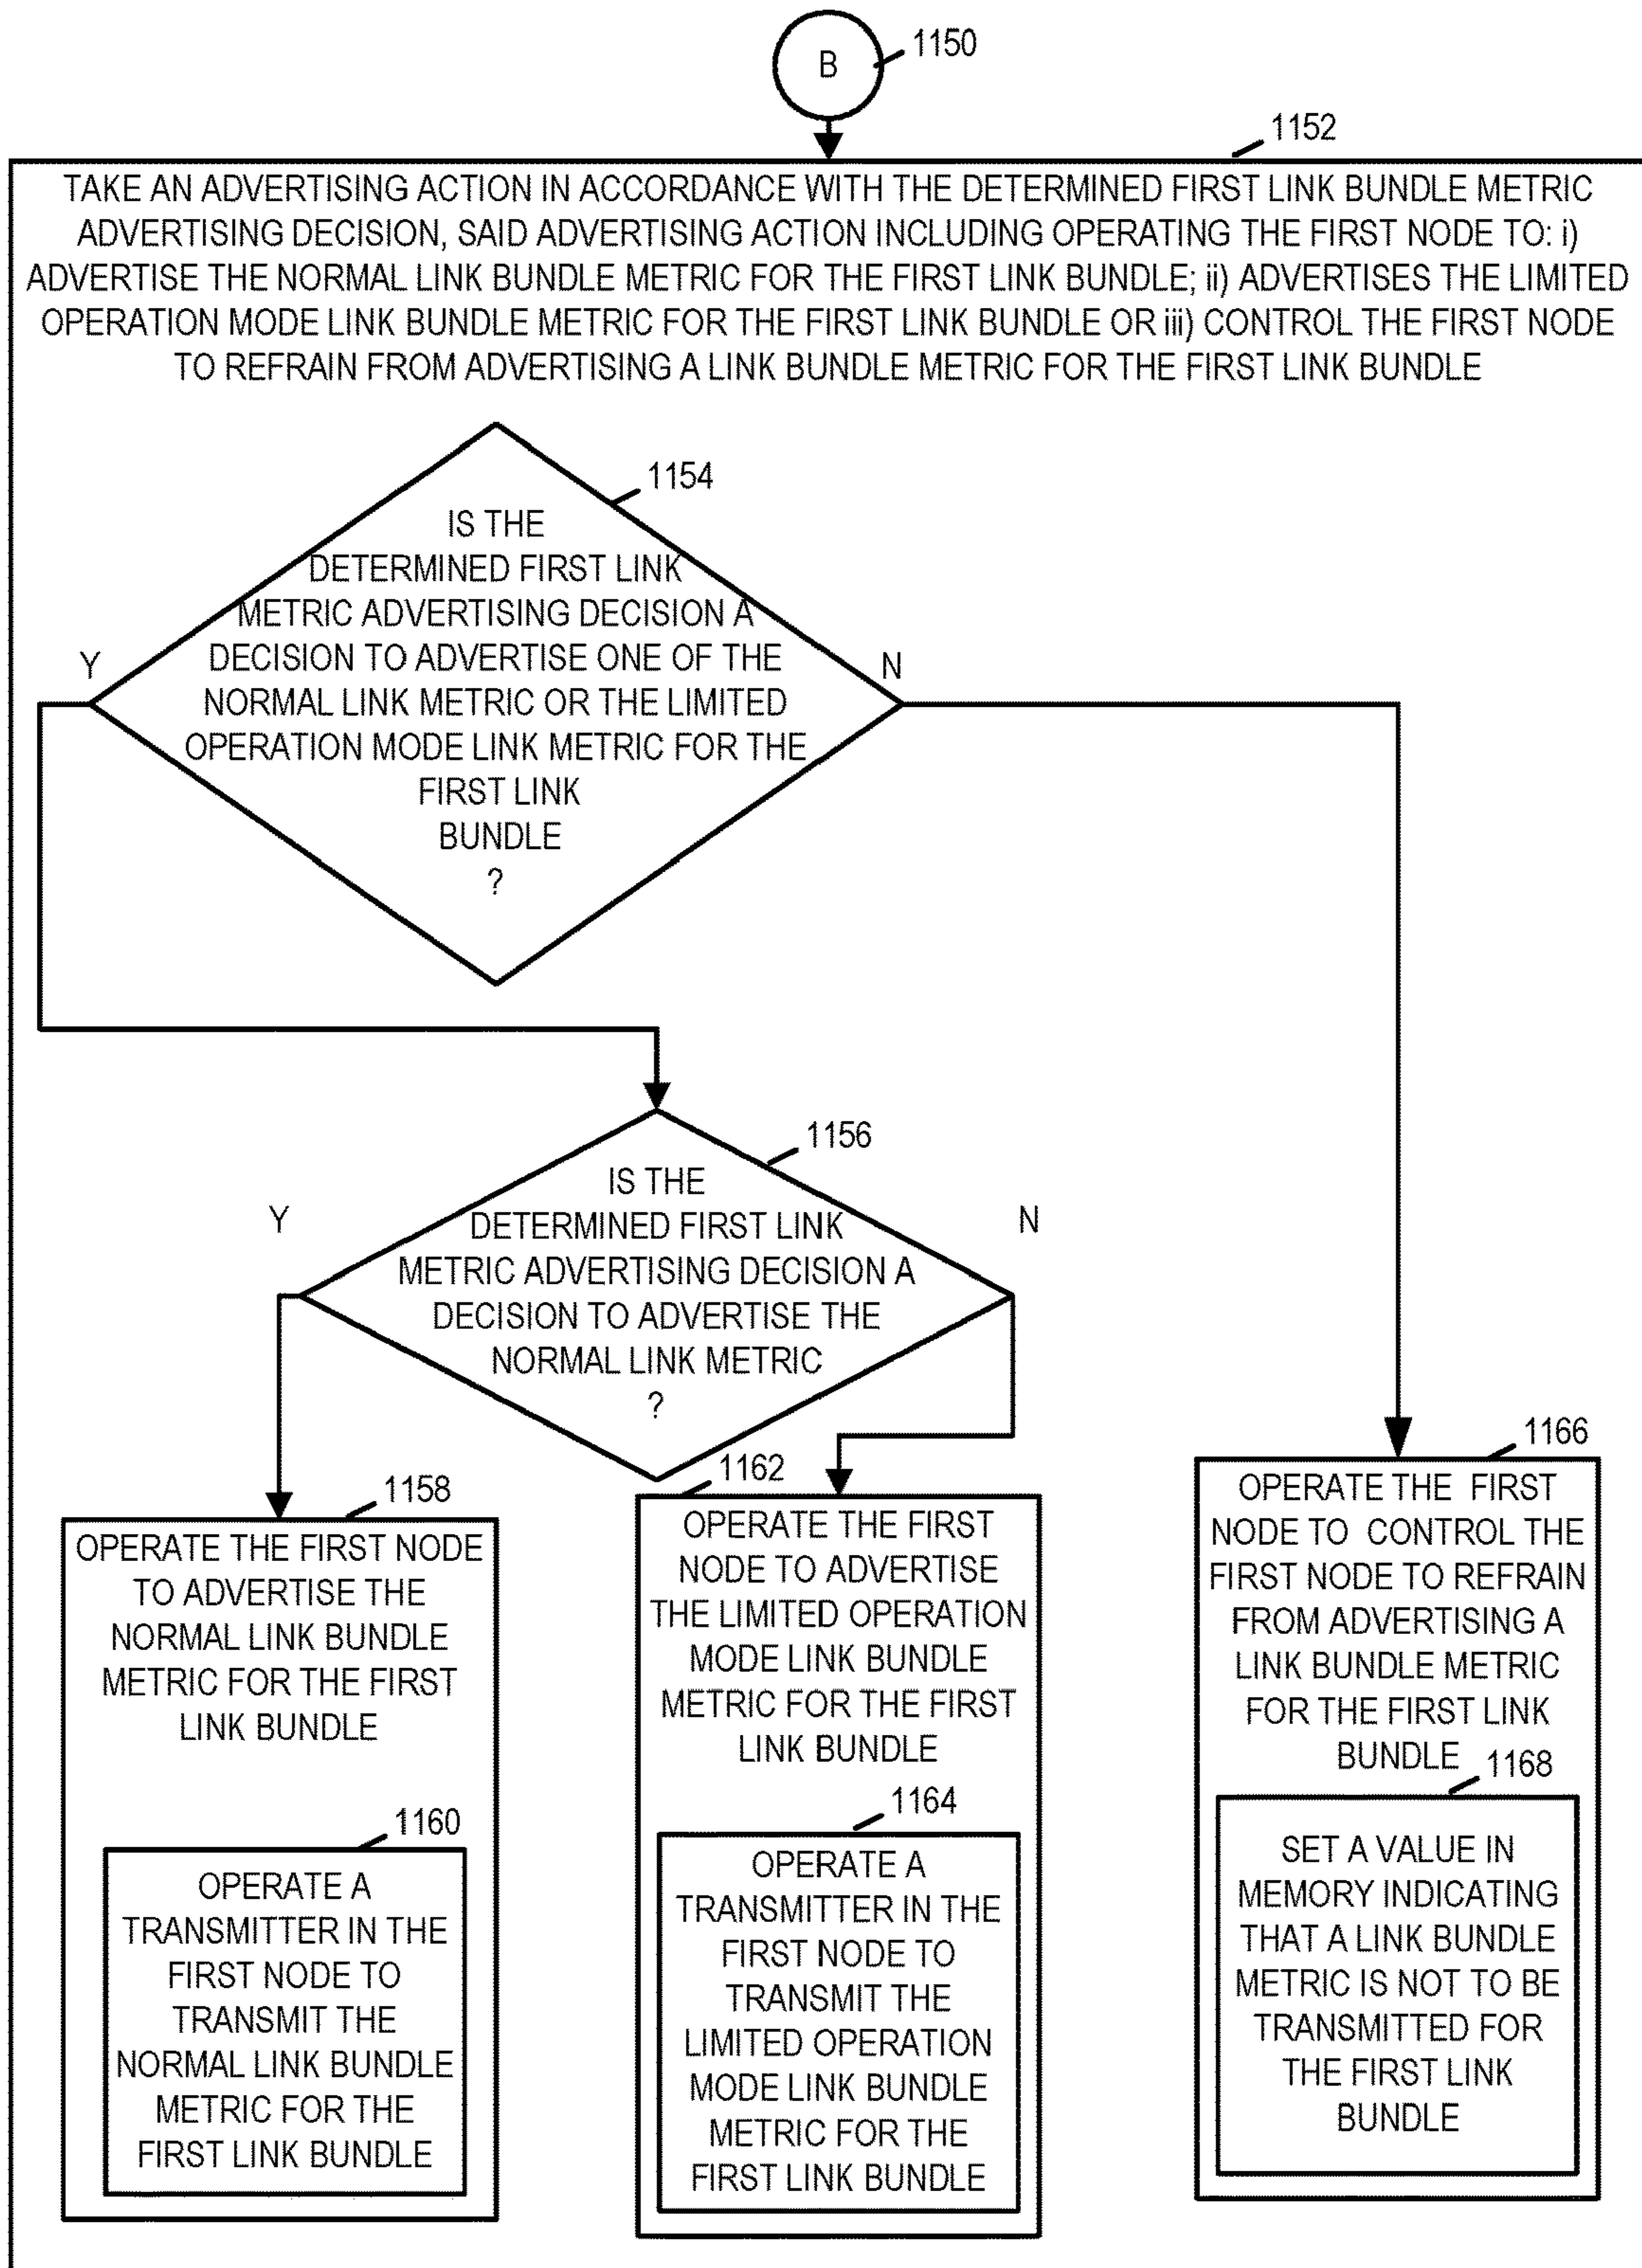 B
1150
1152
TAKE AN ADVERTISING ACTION IN ACCORDANCE WITH THE DETERMINED FIRST LINK BUNDLE METRIC
ADVERTISING DECISION, SAID ADVERTISING ACTION INCLUDING OPERATING THE FIRST NODE TO: i)
ADVERTISE THE NORMAL LINK BUNDLE METRIC FOR THE FIRST LINK BUNDLE; ii) ADVERTISES THE LIMITED
OPERATION MODE LINK BUNDLE METRIC FOR THE FIRST LINK BUNDLE OR iii) CONTROL THE FIRST NODE
TO REFRAIN FROM ADVERTISING A LINK BUNDLE METRIC FOR THE FIRST LINK BUNDLE
1154
IS THE
DETERMINED FIRST LINK
METRIC ADVERTISING DECISION A
DECISION TO ADVERTISE ONE OF THE
NORMAL LINK METRIC OR THE LIMITED
OPERATION MODE LINK METRIC FOR THE
FIRST LINK
BUNDLE
?
Y
N
1156
IS THE
DETERMINED FIRST LINK
METRIC ADVERTISING DECISION A
DECISION TO ADVERTISE THE
NORMAL LINK METRIC
?
Y
N
1158
OPERATE THE FIRST NODE
TO ADVERTISE THE
NORMAL LINK BUNDLE
METRIC FOR THE FIRST
LINK BUNDLE
1160
OPERATE A
TRANSMITTER IN THE
FIRST NODE TO
TRANSMIT THE
NORMAL LINK BUNDLE
METRIC FOR THE
FIRST LINK BUNDLE
1162
OPERATE THE FIRST
NODE TO ADVERTISE
THE LIMITED OPERATION
MODE LINK BUNDLE
METRIC FOR THE FIRST
LINK BUNDLE
1164
OPERATE A
TRANSMITTER IN THE
FIRST NODE TO
TRANSMIT THE
LIMITED OPERATION
MODE LINK BUNDLE
METRIC FOR THE
FIRST LINK BUNDLE
1166
OPERATE THE FIRST
NODE TO CONTROL THE
FIRST NODE TO REFRAIN
FROM ADVERTISING A
LINK BUNDLE METRIC
FOR THE FIRST LINK
BUNDLE
1168
SET A VALUE IN
MEMORY INDICATING
THAT A LINK BUNDLE
METRIC IS NOT TO BE
TRANSMITTED FOR
THE FIRST LINK
BUNDLE